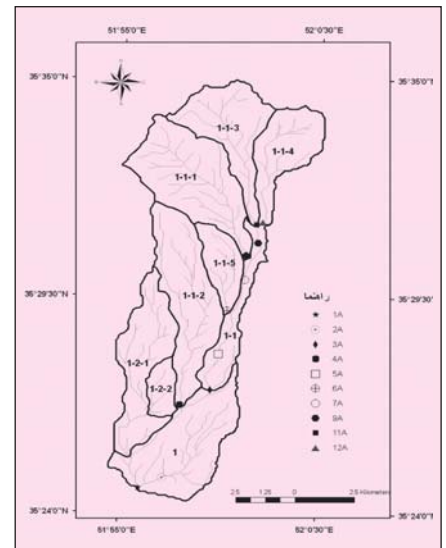 51°55'0"E 52°0'30"E
35°35'0"N 35°35'0"N
1-1-3
1-1-4
1-1-1
1-1-5
35°29'30"N 35°29'30"N
راهنما
1-1-2
1-1
1A
2A
3A
4A
5A
6A
7A
9A
11A
12A
1-2-1
1-2-2
1
2.5 1.25 0 2.5 Kilometers
35°24'0"N 35°24'0"N
51°55'0"E 52°0'30"E